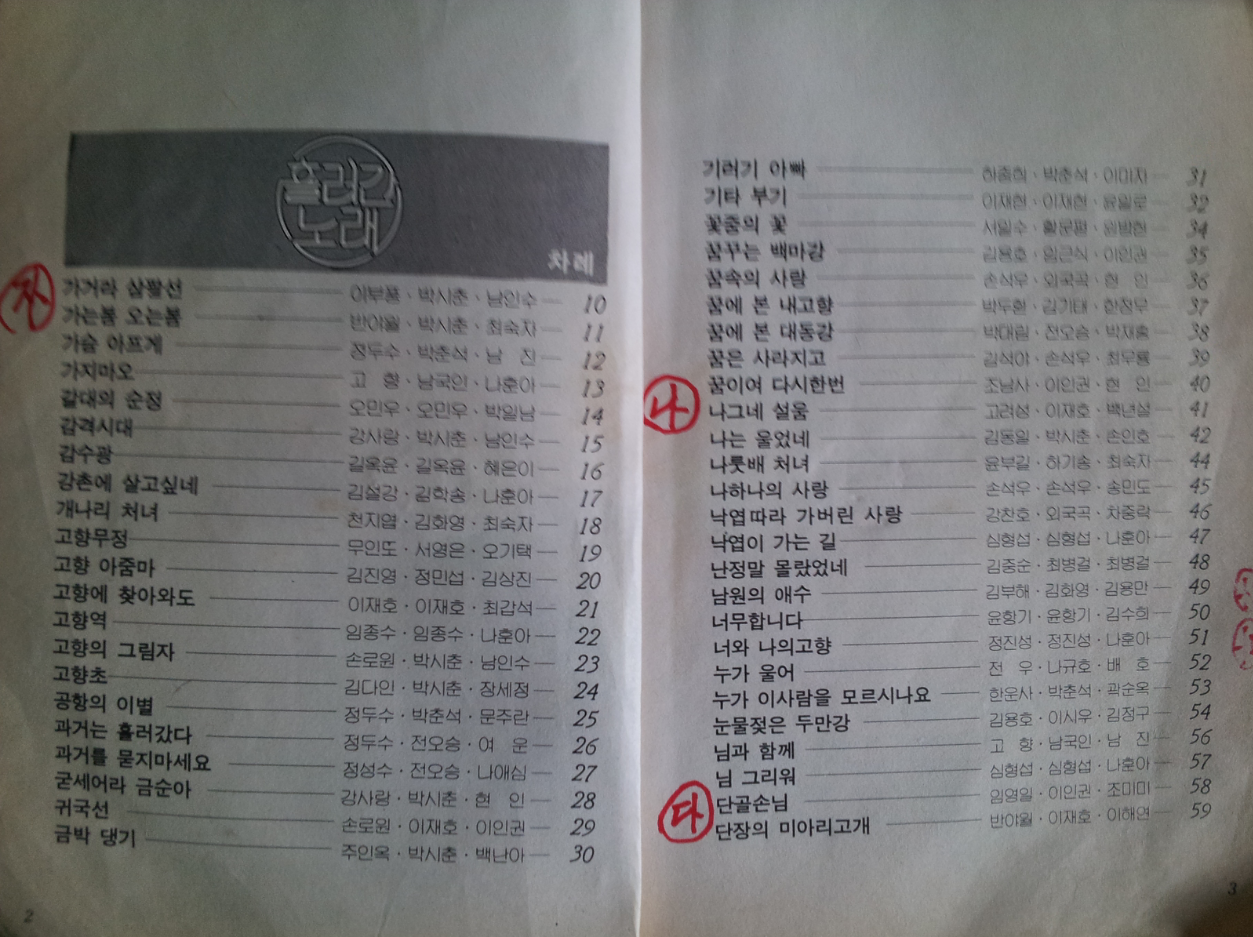 흘러간
노래
차례
가
가거라 삼팔선 이부풍·박시춘·남인수 10
가는봄 오는봄 반야월·박시춘·최숙자 11
가슴 아프게 정두수·박춘석·남 진 12
가지마오 고 향·남국인·나훈아 13
갈대의 순정 오민우·오민우·박일남 14
감격시대 강사랑·박시춘·남인수 15
감수광 길옥윤·길옥윤·혜은이 16
강촌에 살고싶네 김설강·김학송·나훈아 17
개나리 처녀 천지엽·김화영·최숙자 18
고향무정 무인도·서영은·오기택 19
고향 아줌마 김진영·정민섭·김상진 20
고향에 찾아와도 이재호·이재호·최갑석 21
고향역 임종수·임종수·나훈아 22
고향의 그림자 손로원·박시춘·남인수 23
고향초 김다인·박시춘·장세정 24
공항의 이별 정두수·박춘석·문주란 25
과거는 흘러갔다 정두수·전오승·여 운 26
과거를 묻지마세요 정성수·전오승·나애심 27
굳세어라 금순아 강사랑·박시춘·현 인 28
귀국선 손로원·이재호·이인권 29
금박 댕기 주인옥·박시춘·백난아 30
2
기러기 아빠 하중희·박춘석·이미자 31
기타 부기 이재현·이재현·윤일로 32
꽃중의 꽃 서일수·황문평·원방현 34
꿈꾸는 백마강 김용호·임근식·이인권 35
꿈속의 사랑 손석우·외국곡·현 인 36
꿈에 본 내고향 박두환·김기태·한정무 37
꿈에 본 대동강 박대림·전오승·박재홍 38
꿈은 사라지고 김석야·손석우·최무룡 39
꿈이여 다시한번 조남사·이인권·현 인 40
나 나그네 설움 고려성·이재호·백년설 41
나는 울었네 김동일·박시춘·손인호 42
나룻배 처녀 윤부길·하기송·최숙자 44
나하나의 사랑 손석우·손석우·송민도 45
낙엽따라 가버린 사랑 강찬호·외국곡·차중락 46
낙엽이 가는 길 심형섭·심형섭·나훈아 47
난정말 몰랐었네 김중순·최병걸·최병걸 48
남원의 애수 김부해·김화영·김용만 49
너무합니다 윤항기·윤항기·김수희 50
너와 나의고향 정진성·정진성·나훈아 51
누가 울어 전 우·나규호·배 호 52
누가 이사람을 모르시나요 한운사·박춘석·곽순옥 53
눈물젖은 두만강 김용호·이시우·김정구 54
님과 함께 고 향·남국인·남 진 56
님 그리워 심형섭·심형섭·나훈아 57
다 단골손님 임영일·이인권·조미미 58
단장의 미아리고개 반야월·이재호·이해연 59
3